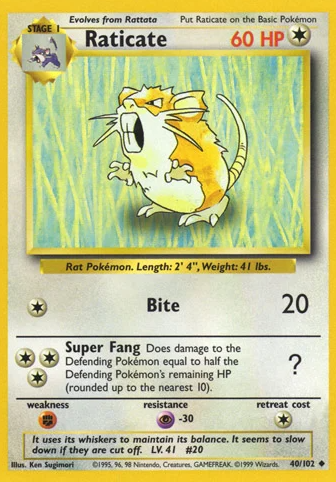 STAGE 1
Evolves from Rattata
Put Raticate on the Basic Pokémon
Raticate
60 HP
Rat Pokémon. Length: 2' 4", Weight: 41 lbs.
Bite 20
Super Fang Does damage to the
Defending Pokémon equal to half the
Defending Pokémon's remaining HP
(rounded up to the nearest 10).
?
weakness
resistance
retreat cost
-30
It uses its whiskers to maintain its balance. It seems to slow
down if they are cut off. LV. 41 #20
Illus. Ken Sugimori
©1995, 96, 98 Nintendo, Creatures, GAMEFREAK. ©1999 Wizards.
40/102